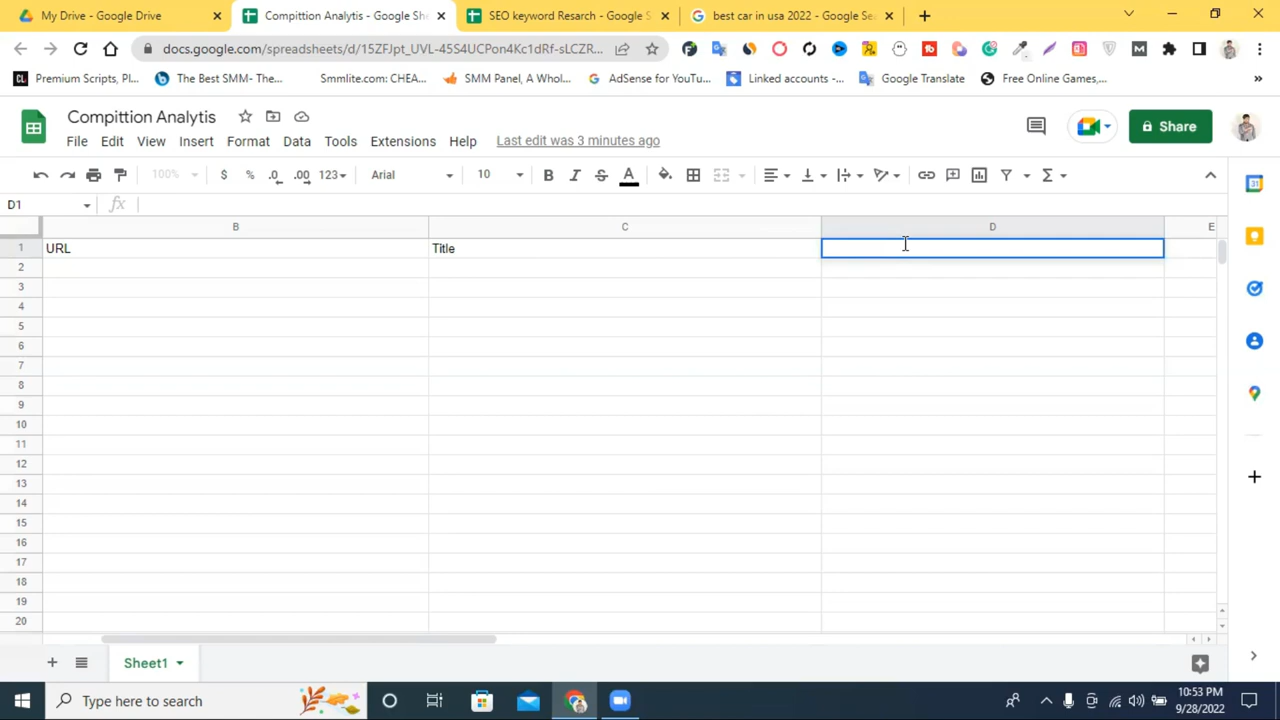 My Drive - Google Drive
Compittion Analytis - Google She
SEO keyword Resarch - Google S
best car in usa 2022 - Google Sea
docs.google.com/spreadsheets/d/15ZFJpt_UVL-45S4UCPon4Kc1dRf-sLCZR...
Premium Scripts, Pl...
The Best SMM- The...
Smmlite.com: CHEA...
SMM Panel, A Whol...
AdSense for YouTu...
Linked accounts -...
Google Translate
Free Online Games,...
Compittion Analytis
Share
File Edit View Insert Format Data Tools Extensions Help Last edit was 3 minutes ago
100% $ % .0 .00 123 Arial 10 B I S A
D1 fx
B C D E
1 URL Title
2
3
4
5
6
7
8
9
10
11
12
13
14
15
16
17
18
19
20
Sheet1
Type here to search
10:53 PM
9/28/2022